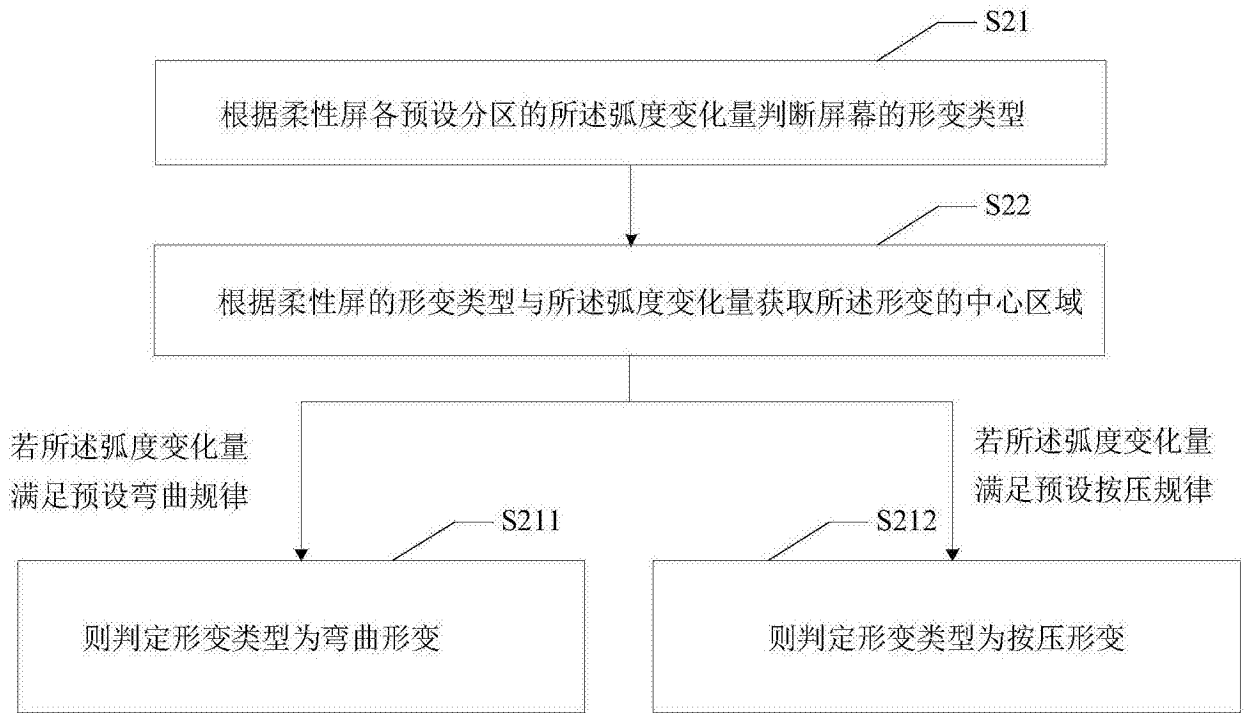 S21
根据柔性屏各预设分区的所述弧度变化量判断屏幕的形变类型
S22
根据柔性屏的形变类型与所述弧度变化量获取所述形变的中心区域
若所述弧度变化量
满足预设弯曲规律
若所述弧度变化量
满足预设按压规律
S211
则判定形变类型为弯曲形变
S212
则判定形变类型为按压形变